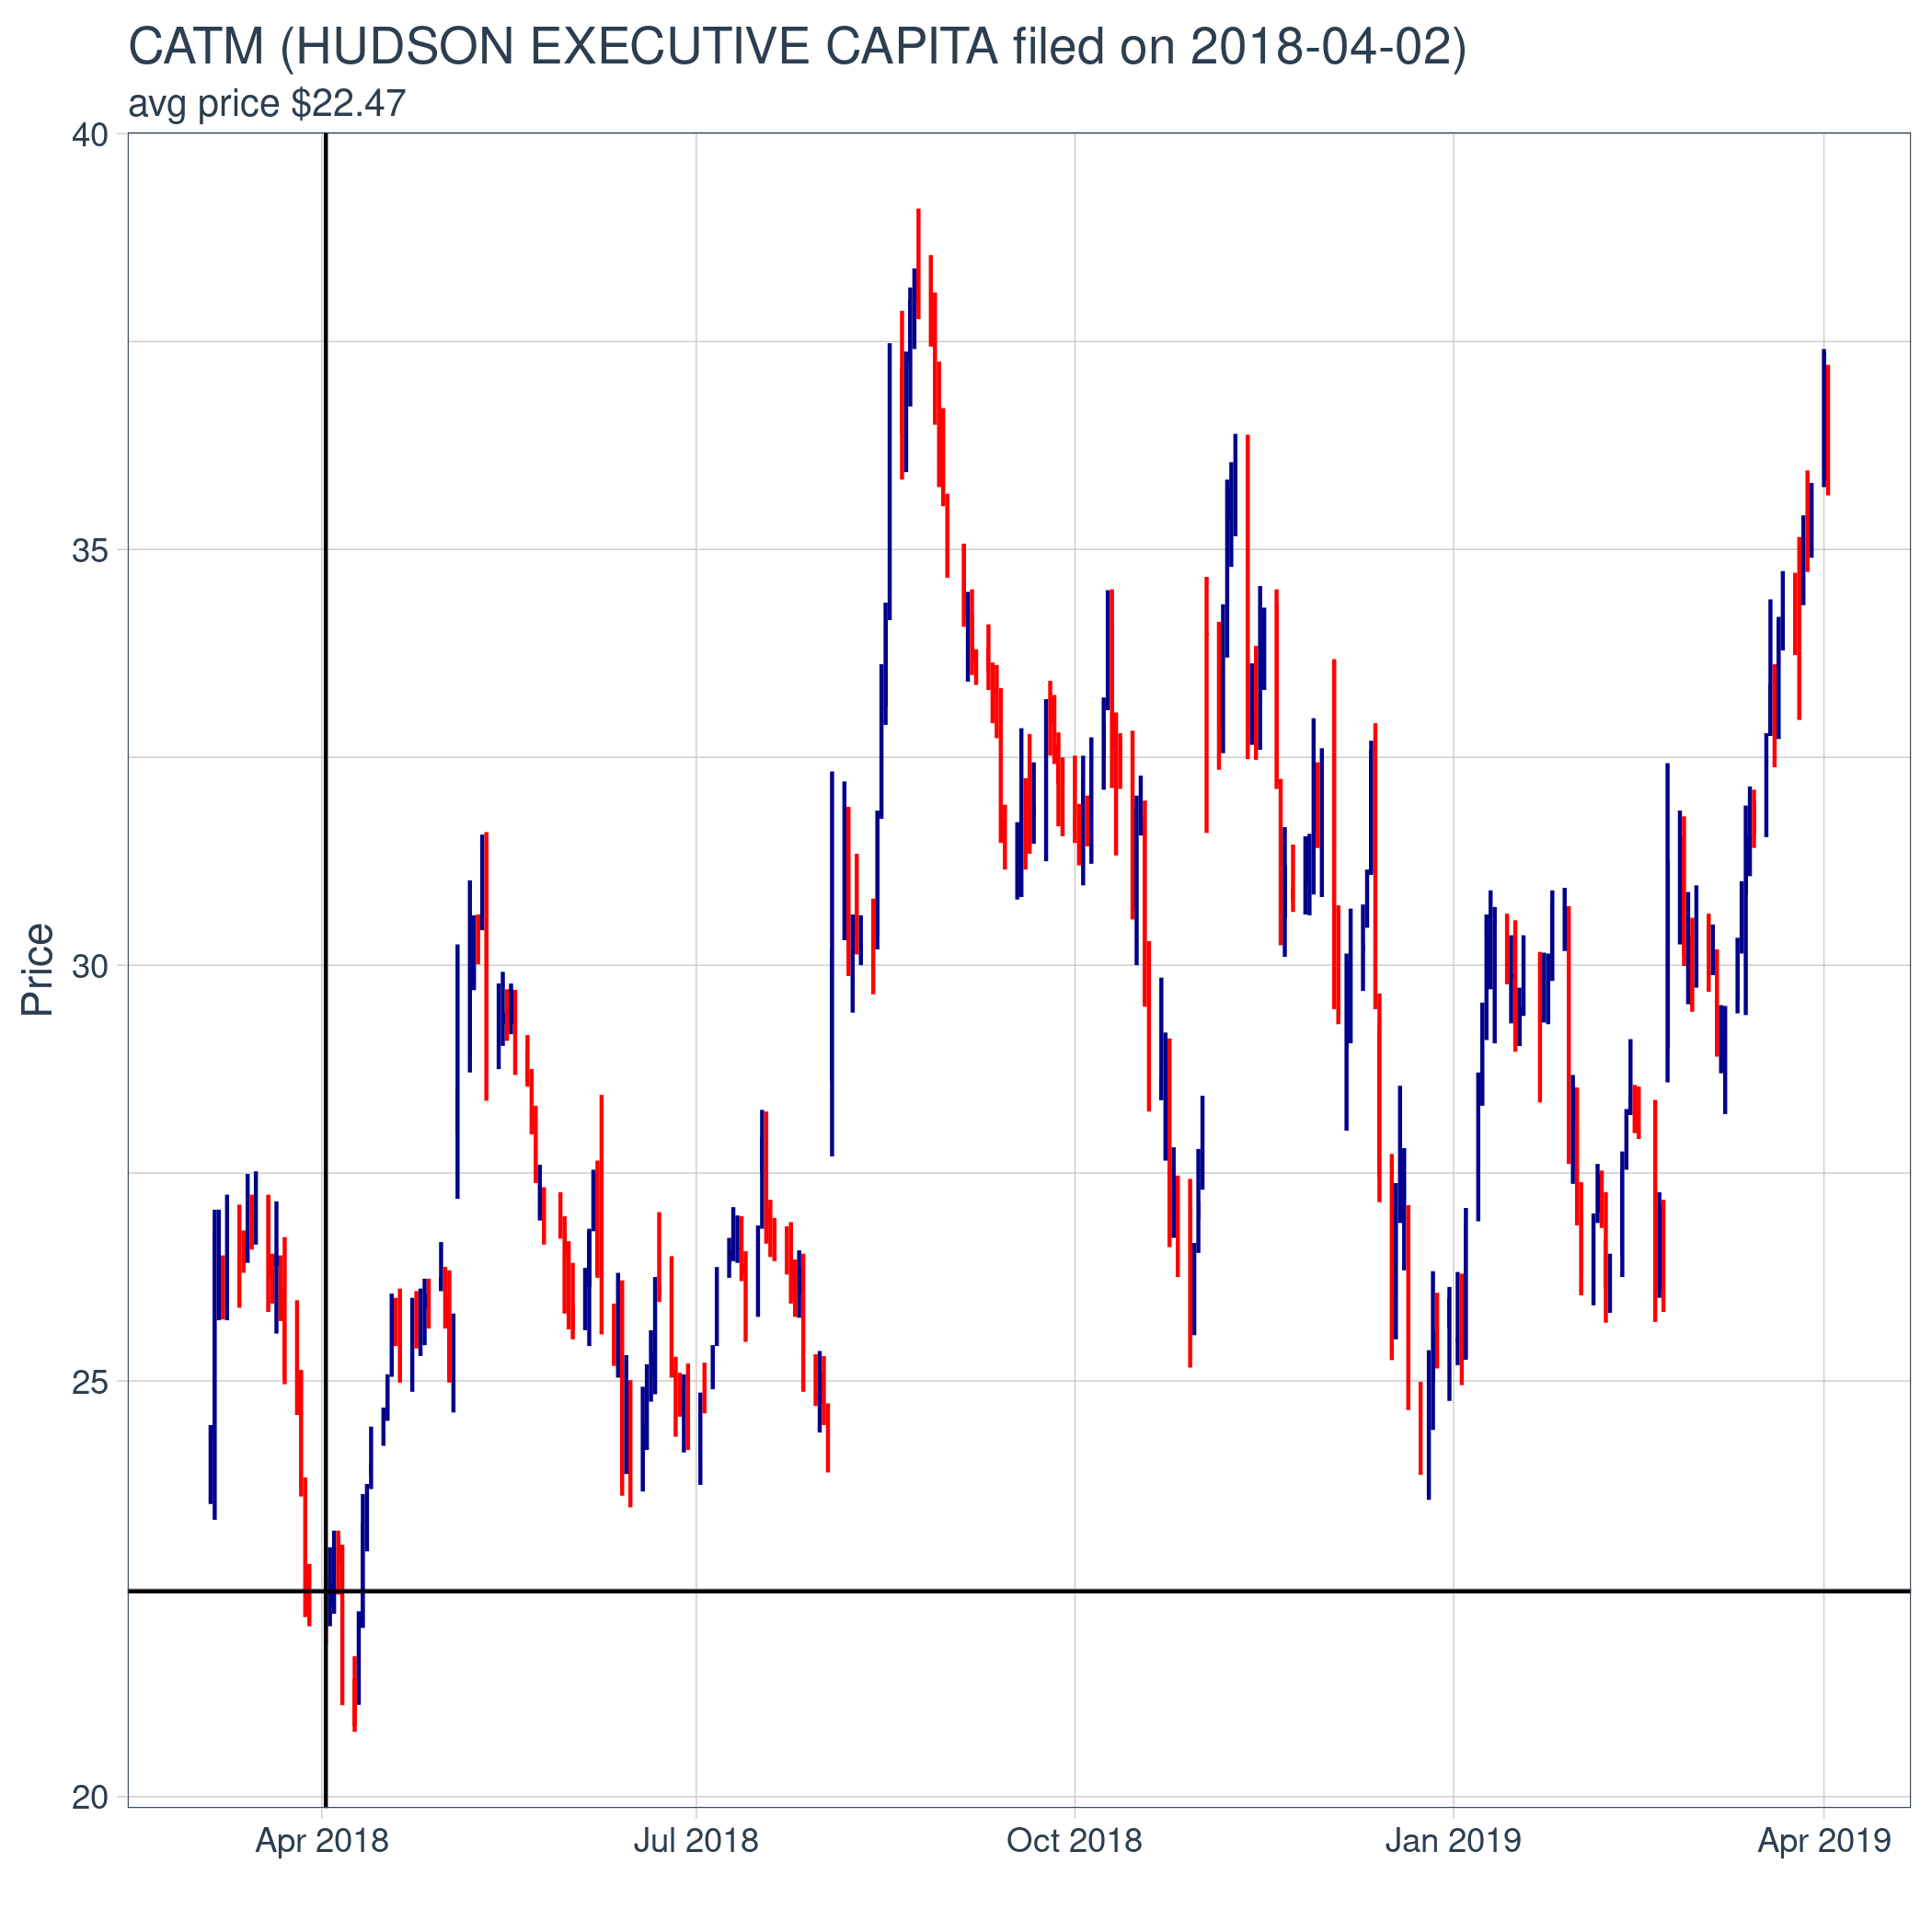 CATM (HUDSON EXECUTIVE CAPITA filed on 2018-04-02)
avg price $22.47
40
35
30
25
20
Price
Apr 2018
Jul 2018
Oct 2018
Jan 2019
Apr 2019